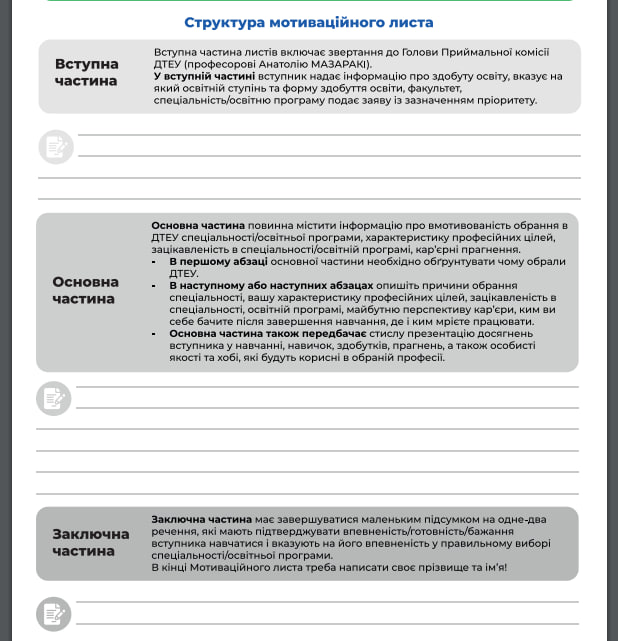 Структура мотиваційного листа
Вступна
частина
Вступна частина листів включає звертання до Голови Приймальної комісії
ДТЕУ (професорові Анатолію МАЗАРАКІ).
У вступній частині вступник надає інформацію про здобуту освіту, вказує на
який освітній ступінь та форму здобуття освіти, факультет,
спеціальність/освітню програму подає заяву із зазначенням пріоритету.
Основна
частина
Основна частина повинна містити інформацію про вмотивованість обрання в
ДТЕУ спеціальності/освітньої програми, характеристику професійних цілей,
зацікавленість в спеціальності/освітній програмі, кар’єрні прагнення.
- В першому абзаці основної частини необхідно обґрунтувати чому обрали
ДТЕУ.
- В наступному або наступних абзацах опишіть причини обрання
спеціальності, вашу характеристику професійних цілей, зацікавленість в
спеціальності, освітній програмі, майбутню перспективу кар’єри, ким ви
себе бачите після завершення навчання, де і ким мрієте працювати.
- Основна частина також передбачає стислу презентацію досягнень
вступника у навчанні, навичок, здобутків, прагнень, а також особисті
якості та хобі, які будуть корисні в обраній професії.
Заключна
частина
Заключна частина має завершуватися маленьким підсумком на одне-два
речення, які мають підтверджувати впевненість/готовність/бажання
вступника навчатися і вказують на його впевненість у правильному виборі
спеціальності/освітньої програми.
В кінці Мотиваційного листа треба написати своє прізвище та ім’я!